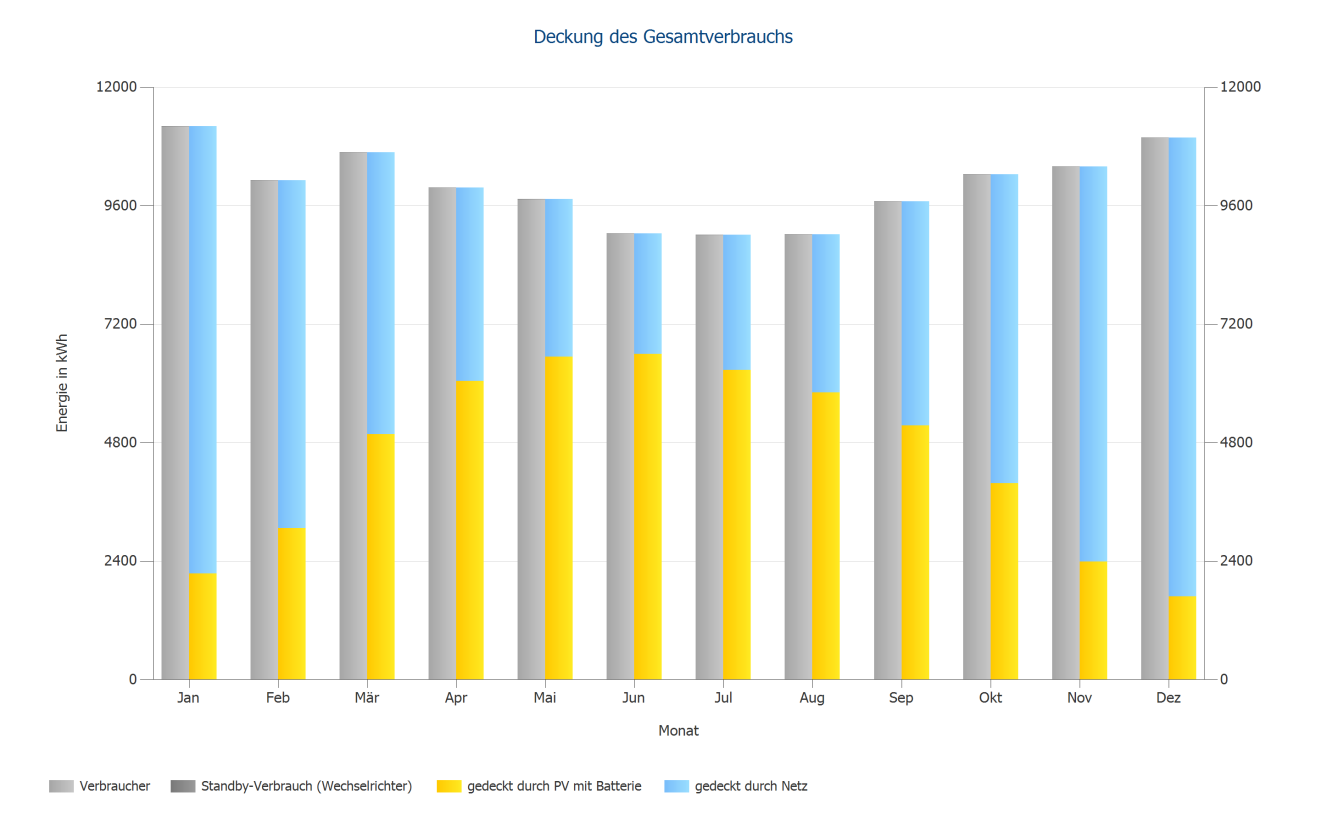 Deckung des Gesamtverbrauchs
12000 12000
9600 9600
7200 7200
4800 4800
2400 2400
0 0
Energie in kWh
Jan Feb Mär Apr Mai Jun Jul Aug Sep Okt Nov Dez
Monat
Verbraucher Standby-Verbrauch (Wechselrichter) gedeckt durch PV mit Batterie gedeckt durch Netz